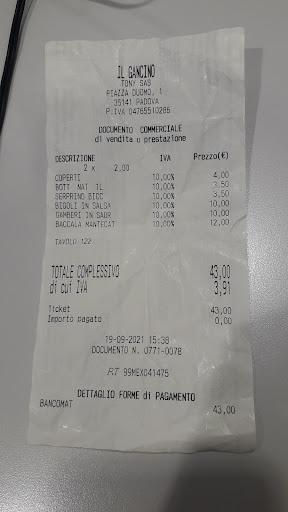 IL GANCINO
TONY SAS
PIAZZA DUOMO, 1
35141 PADOVA
P.IVA 04765510285
DOCUMENTO COMMERCIALE
di vendita o prestazione
DESCRIZIONE IVA Prezzo(€)
2 x 2,00
COPERTI 10,00% 4,00
BOTT NAT 1L 10,00% 3,50
SERPRINO BICC 10,00% 3,50
BIGOLI IN SALSA 10,00% 10,00
GAMBERI IN SAOR 10,00% 10,00
BACCALA MANTECAT 10,00% 12,00
TAVOLO 122
TOTALE COMPLESSIVO 43,00
di cui IVA 3,91
Ticket 43,00
Importo pagato 0,00
19-09-2021 15:38
DOCUMENTO N. 0771-0078
RT 99MEX041475
DETTAGLIO FORME di PAGAMENTO
BANCOMAT 43,00